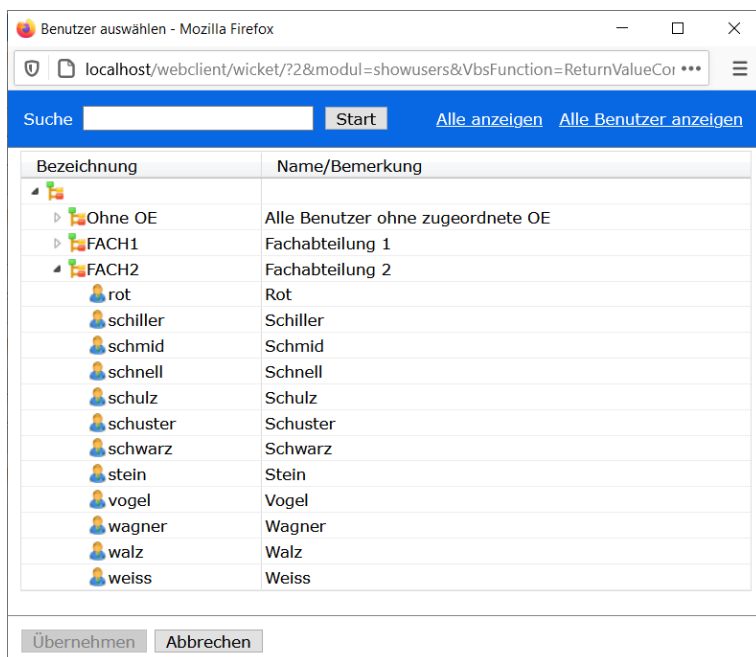 Benutzer auswählen - Mozilla Firefox
localhost/webclient/wicket/?2&modul=showusers&VbsFunction=ReturnValueCor •••
Suche Start Alle anzeigen Alle Benutzer anzeigen
Bezeichnung Name/Bemerkung
Ohne OE Alle Benutzer ohne zugeordnete OE
FACH1 Fachabteilung 1
FACH2 Fachabteilung 2
rot Rot
schiller Schiller
schmid Schmid
schnell Schnell
schulz Schulz
schuster Schuster
schwarz Schwarz
stein Stein
vogel Vogel
wagner Wagner
walz Walz
weiss Weiss
Übernehmen Abbrechen